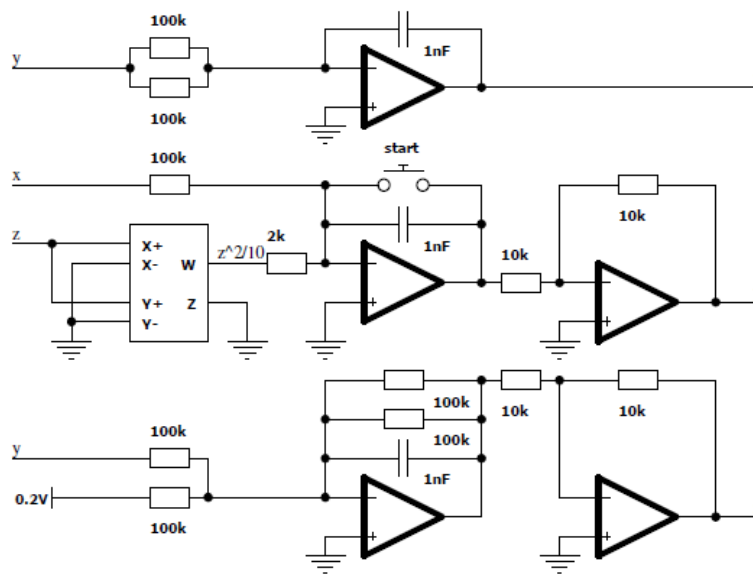 100k
y
100k
1nF
100k
start
x
10k
1nF
z
X+
X-
W
Z
Y+
Y-
z^2/10
2k
10k
100k
10k
10k
100k
1nF
y
100k
0.2V
100k